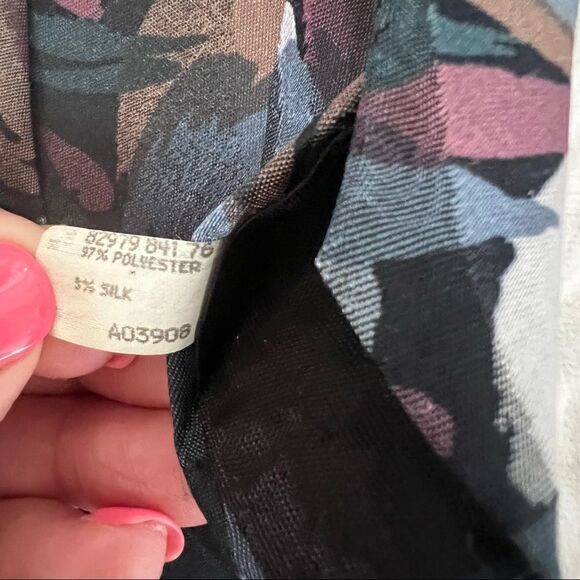 82979 841 76
97% POLYESTER
3% SILK
A03908